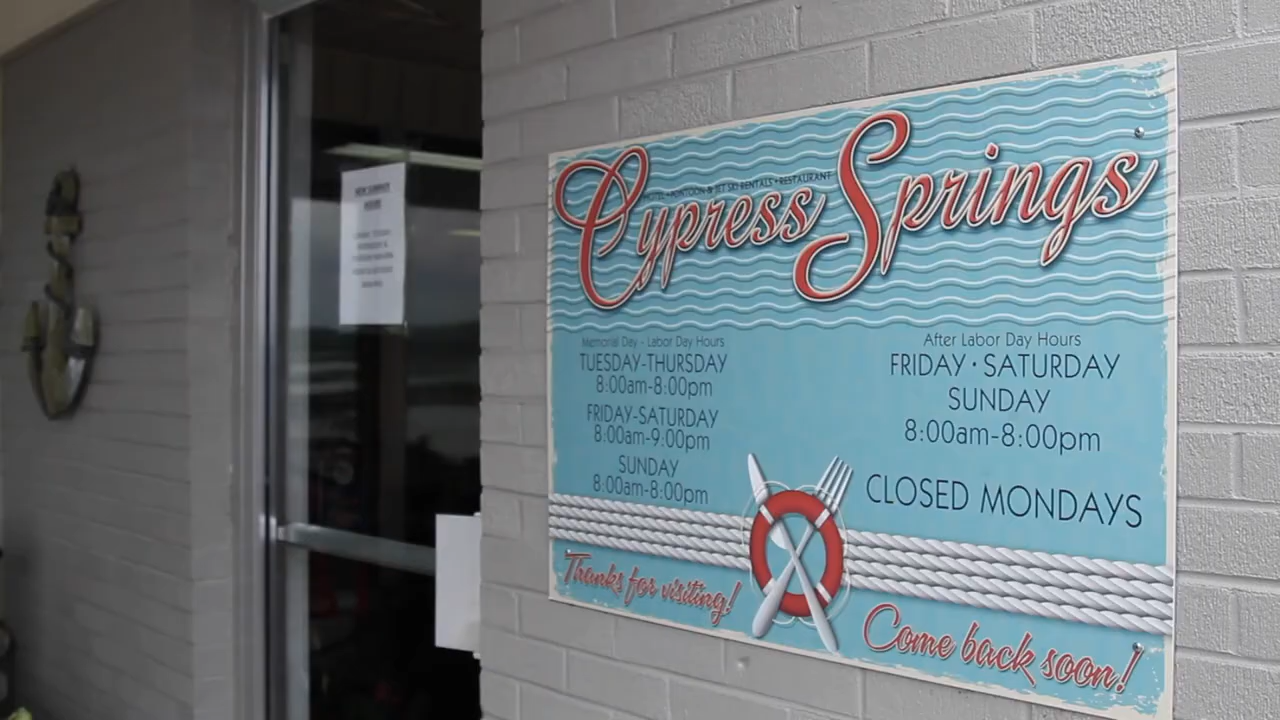 Cypress Springs
HOTEL • PONTOON & JET SKI RENTALS • RESTAURANT
Memorial Day - Labor Day Hours
TUESDAY-THURSDAY
8:00am-8:00pm
FRIDAY-SATURDAY
8:00am-9:00pm
SUNDAY
8:00am-8:00pm
After Labor Day Hours
FRIDAY • SATURDAY
SUNDAY
8:00am-8:00pm
CLOSED MONDAYS
Thanks for visiting!
Come back soon!